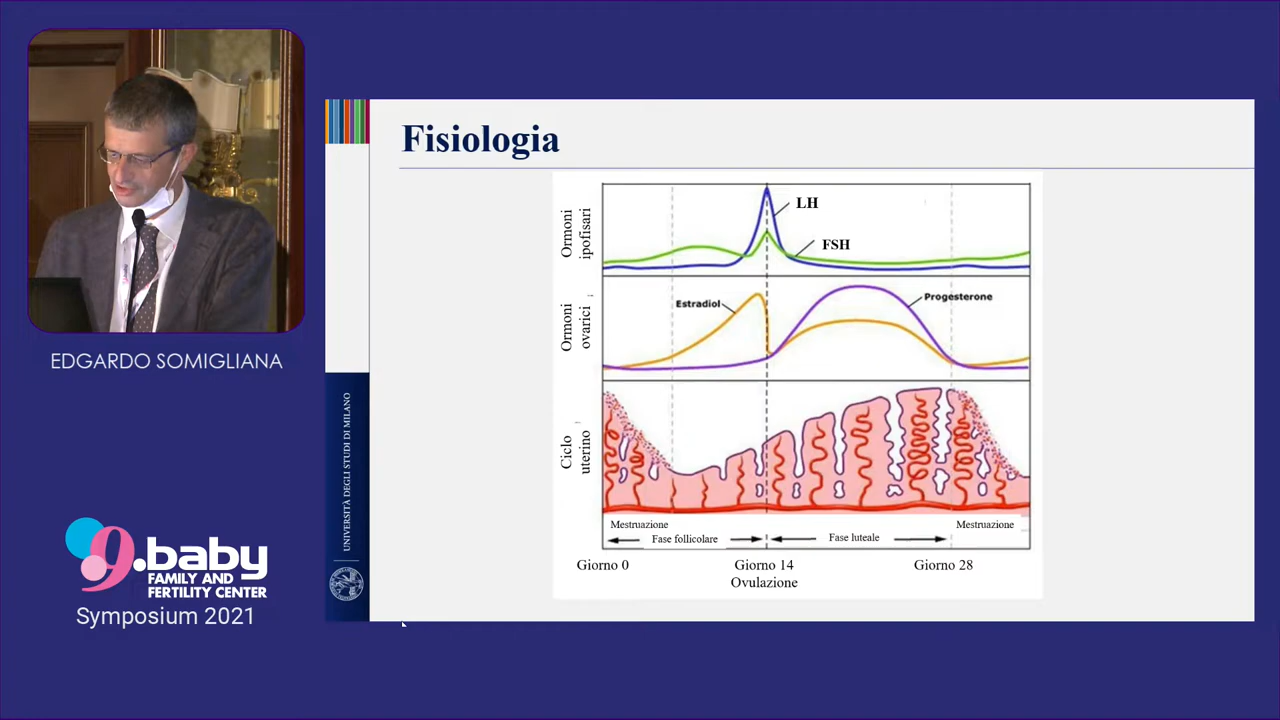 EDGARDO SOMIGLIANA
9.baby
FAMILY AND
FERTILITY CENTER
Symposium 2021
UNIVERSITÀ DEGLI STUDI DI MILANO
Fisiologia
Ormoni
ipofisari
LH
FSH
Ormoni
ovarici
Estradiol
Progesterone
Ciclo
uterino
Mestruazione
Mestruazione
Fase follicolare
Fase luteale
Giorno 0
Giorno 14
Ovulazione
Giorno 28